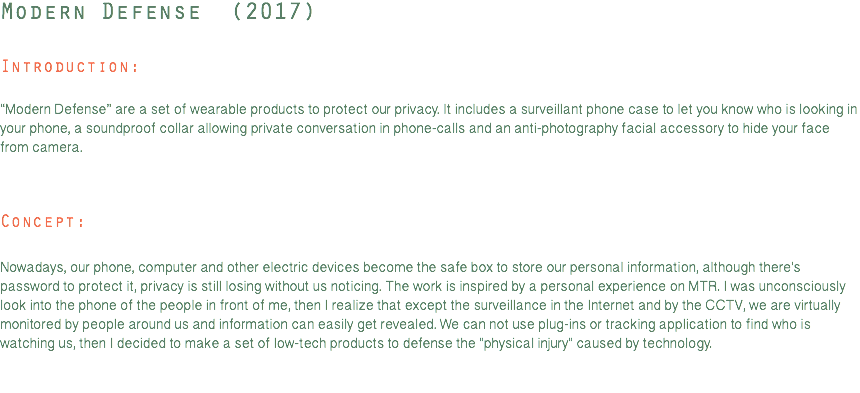 Modern Defense (2017)
Introduction:
"Modern Defense" are a set of wearable products to protect our privacy. It includes a surveillant phone case to let you know who is looking in
your phone, a soundproof collar allowing private conversation in phone-calls and an anti-photography facial accessory to hide your face
from camera.
Concept:
Nowadays, our phone, computer and other electric devices become the safe box to store our personal information, although there's
password to protect it, privacy is still losing without us noticing. The work is inspired by a personal experience on MTR. I was unconsciously
look into the phone of the people in front of me, then I realize that except the surveillance in the Internet and by the CCTV, we are virtually
monitored by people around us and information can easily get revealed. We can not use plug-ins or tracking application to find who is
watching us, then I decided to make a set of low-tech products to defense the "physical injury" caused by technology.